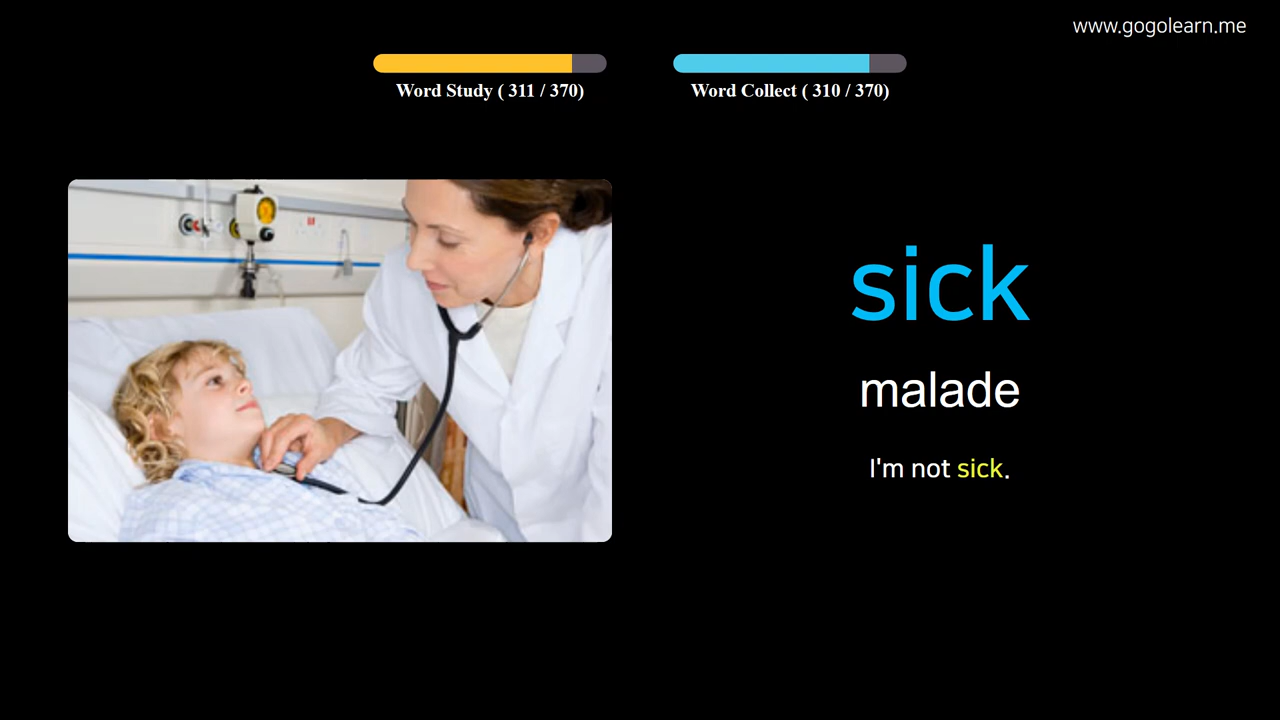 www.gogolearn.me
Word Study ( 311 / 370)
Word Collect ( 310 / 370)
sick
malade
I'm not sick.